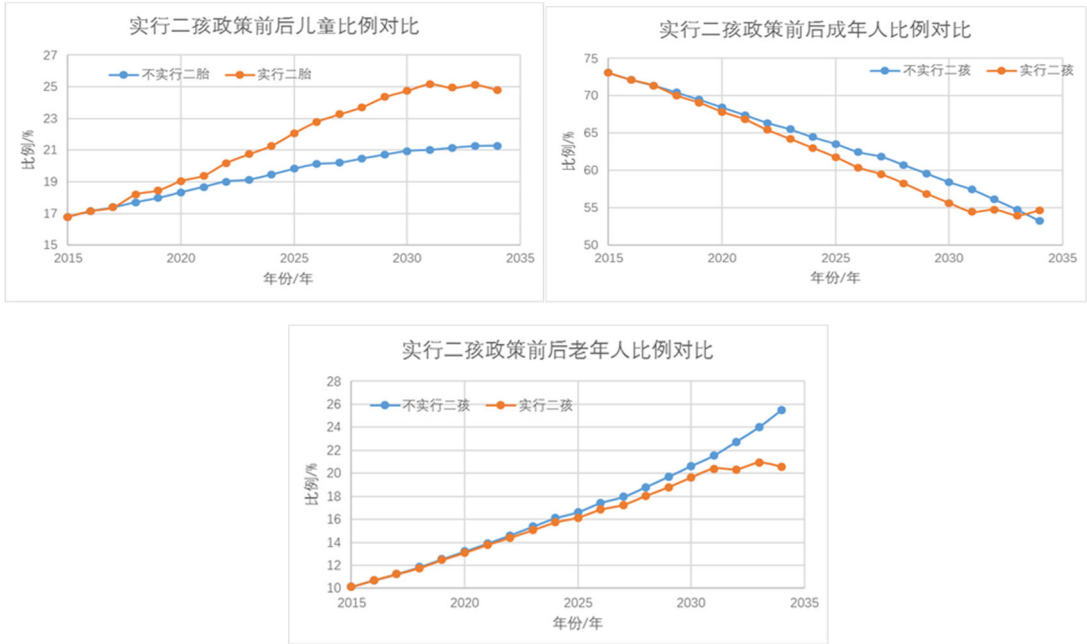 实行二孩政策前后儿童比例对比
27
25
23
21
19
17
15
比例/%
不实行二胎 实行二胎
2015 2020 2025 2030 2035
年份/年
实行二孩政策前后成年人比例对比
75
70
65
60
55
50
比例/%
不实行二孩 实行二孩
2015 2020 2025 2030 2035
年份/年
实行二孩政策前后老年人比例对比
28
26
24
22
20
18
16
14
12
10
比例/%
不实行二孩 实行二孩
2015 2020 2025 2030 2035
年份/年